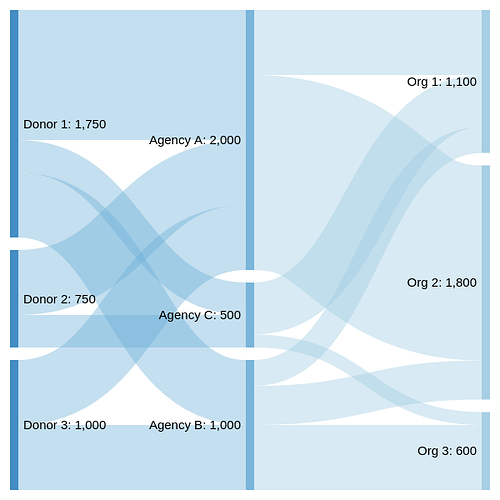 Donor 1: 1,750
Donor 2: 750
Donor 3: 1,000
Agency A: 2,000
Agency C: 500
Agency B: 1,000
Org 1: 1,100
Org 2: 1,800
Org 3: 600